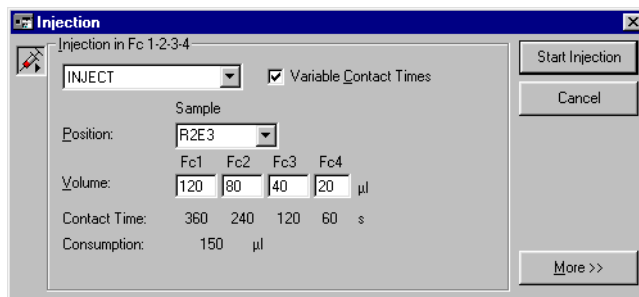 Injection
Injection in Fc 1-2-3-4
INJECT
Variable Contact Times
Start Injection
Cancel
Sample
Position: R2E3
Fc1 Fc2 Fc3 Fc4
Volume: 120 80 40 20 µl
Contact Time: 360 240 120 60 s
Consumption: 150 µl
More >>